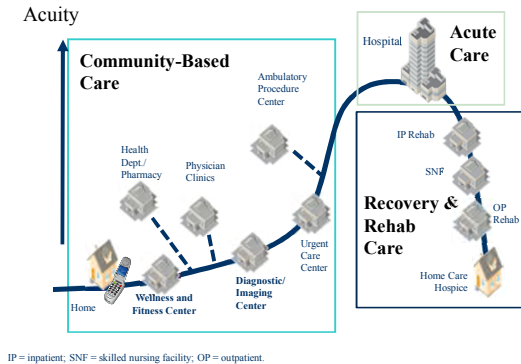 Acuity
Community-Based
Care
Ambulatory
Procedure
Center
Health
Dept./
Pharmacy
Physician
Clinics
Urgent
Care
Center
Home
Wellness and
Fitness Center
Diagnostic/
Imaging
Center
Hospital
Acute
Care
IP Rehab
SNF
Recovery &
Rehab
Care
OP
Rehab
Home Care
Hospice
IP = inpatient; SNF = skilled nursing facility; OP = outpatient.